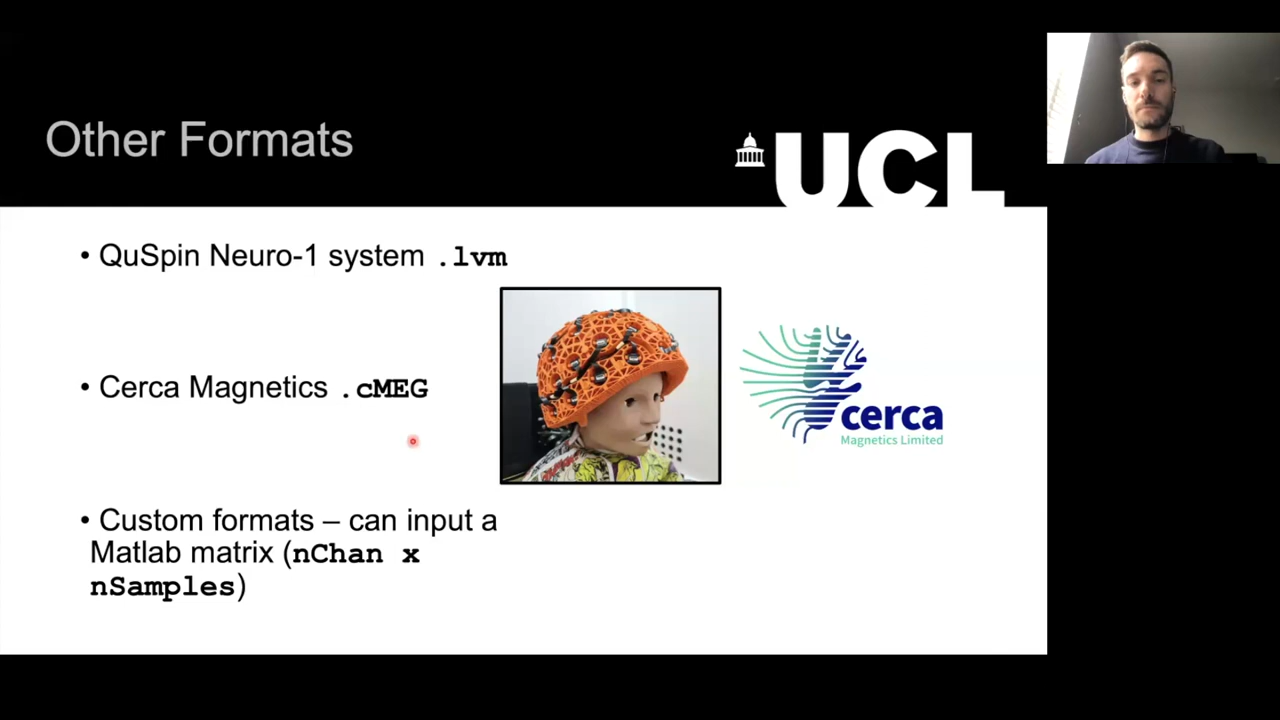 Other Formats
UCL
• QuSpin Neuro-1 system .lvm
• Cerca Magnetics .cMEG
cerca
Magnetics Limited
• Custom formats – can input a
Matlab matrix (nChan x
nSamples)